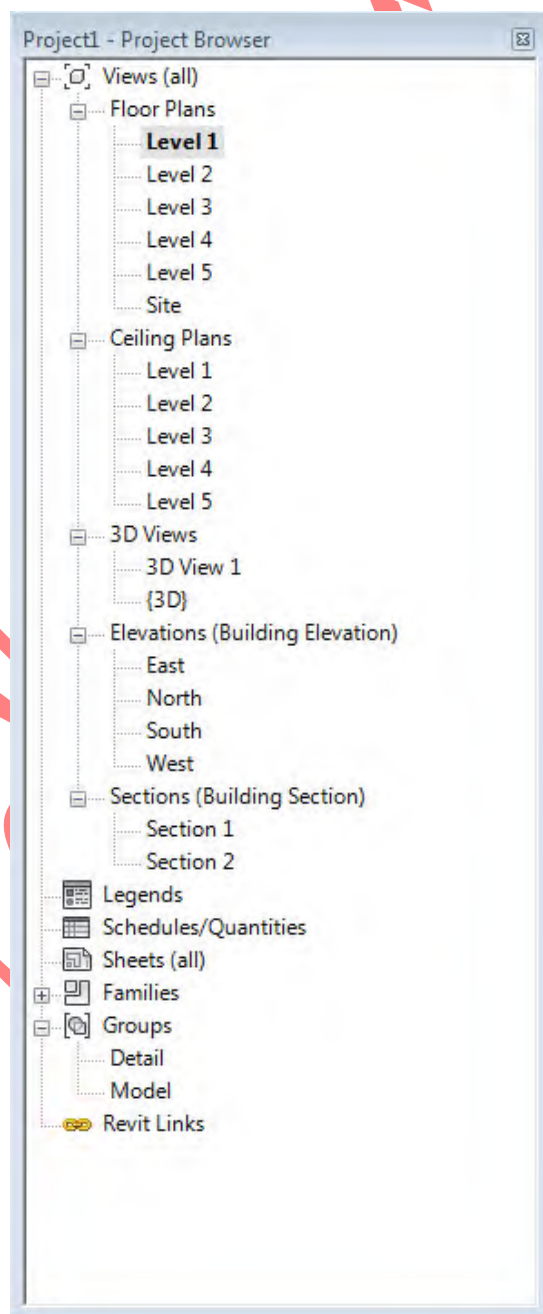 Project1 - Project Browser
Views (all)
Floor Plans
Level 1
Level 2
Level 3
Level 4
Level 5
Site
Ceiling Plans
Level 1
Level 2
Level 3
Level 4
Level 5
3D Views
3D View 1
{3D}
Elevations (Building Elevation)
East
North
South
West
Sections (Building Section)
Section 1
Section 2
Legends
Schedules/Quantities
Sheets (all)
Families
Groups
Detail
Model
Revit Links